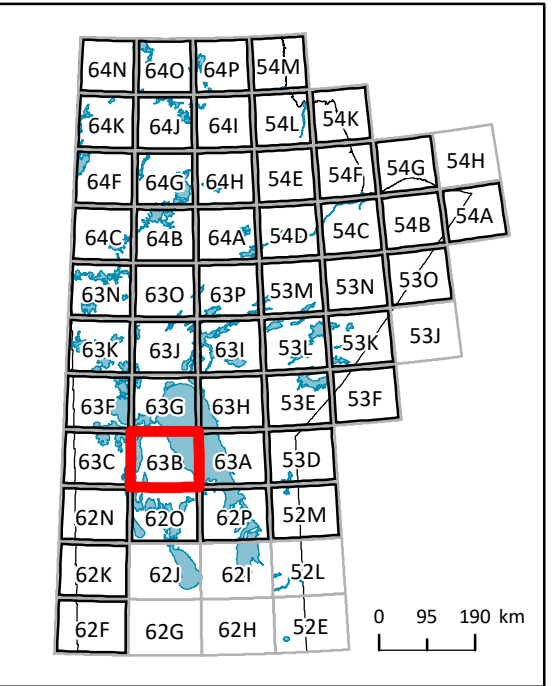 64N 64O 64P 54M
64K 64J 64I 54L 54K
64F 64G 64H 54E 54F 54G 54H
64C 64B 64A 54D 54C 54B 54A
63N 63O 63P 53M 53N 53O
63K 63J 63I 53L 53K 53J
63F 63G 63H 53E 53F
63C 63B 63A 53D
62N 62O 62P 52M
62K 62J 62I 52L
62F 62G 62H 52E
0 95 190 km